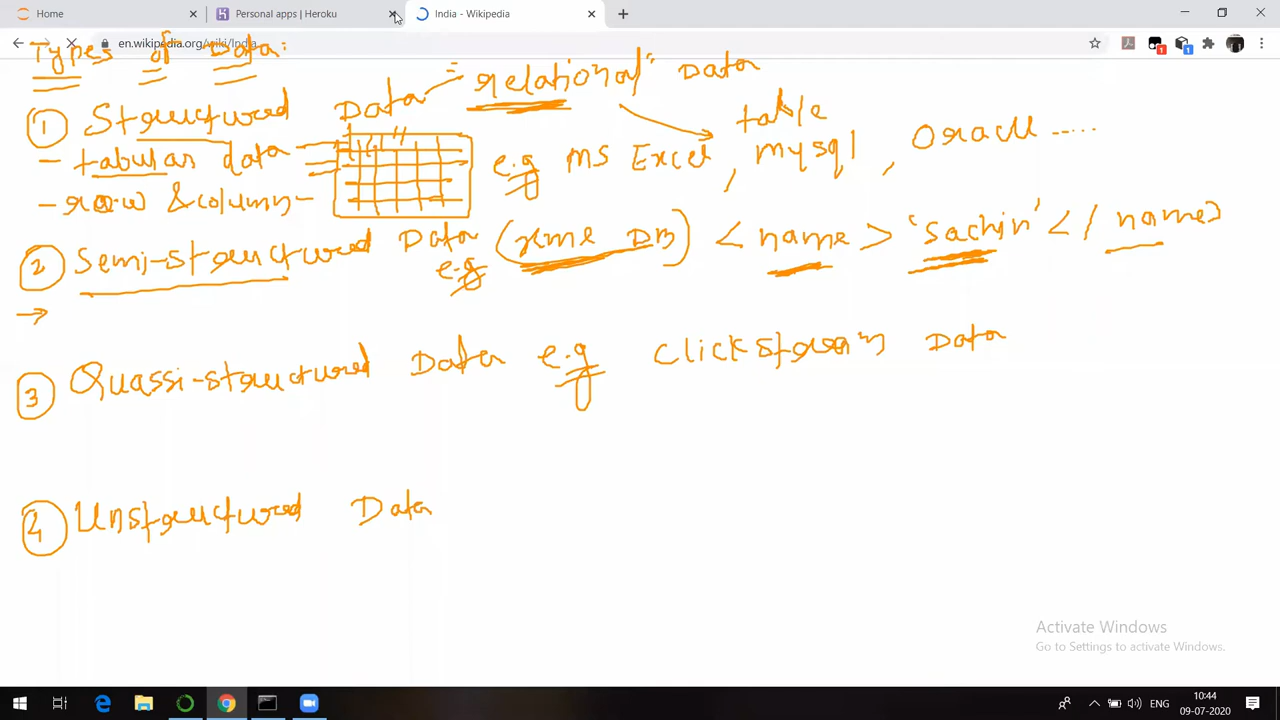 Home
Personal apps | Heroku
India - Wikipedia
en.wikipedia.org/wiki/India
Types of Data:
① Structured Data = "relational" Data
- tabular data
- row & column -
e.g MS Excel, mysql, Oracle .....
table
② Semi-structured Data (xml DB) <name> 'sachin' </name>
e.g
→
③ Quassi-structured Data e.g clickstream Data
④ Unstructured Data
Activate Windows
Go to Settings to activate Windows.
ENG
10:44
09-07-2020
1
1